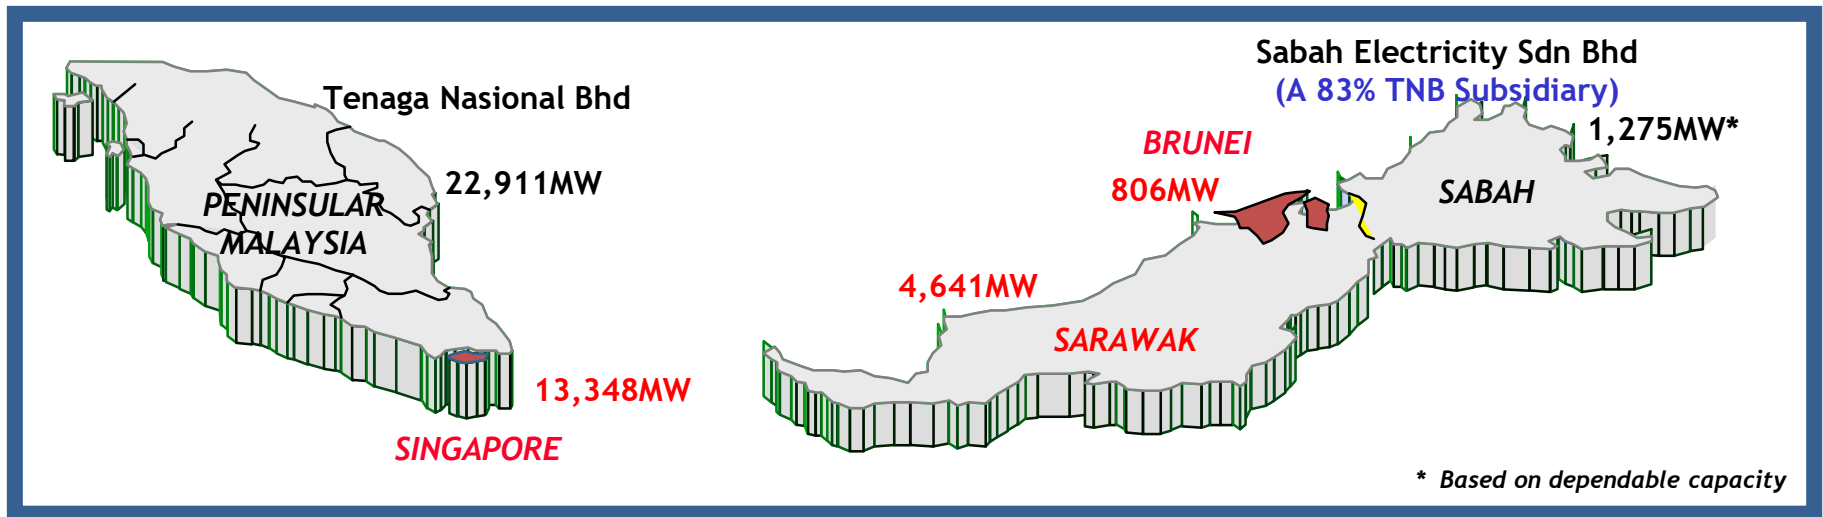 Tenaga Nasional Bhd
22,911MW
PENINSULAR
MALAYSIA
13,348MW
SINGAPORE
Sabah Electricity Sdn Bhd
(A 83% TNB Subsidiary)
1,275MW*
BRUNEI
806MW
SABAH
4,641MW
SARAWAK
* Based on dependable capacity